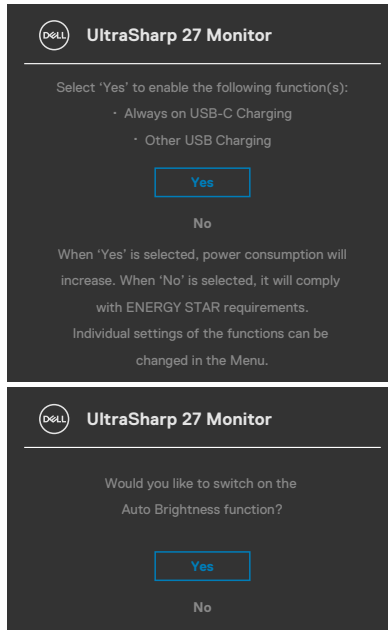 DELL UltraSharp 27 Monitor
Select ‘Yes’ to enable the following function(s):
· Always on USB-C Charging
· Other USB Charging
Yes
No
When ‘Yes’ is selected, power consumption will
increase. When ‘No’ is selected, it will comply
with ENERGY STAR requirements.
Individual settings of the functions can be
changed in the Menu.
DELL UltraSharp 27 Monitor
Would you like to switch on the
Auto Brightness function?
Yes
No